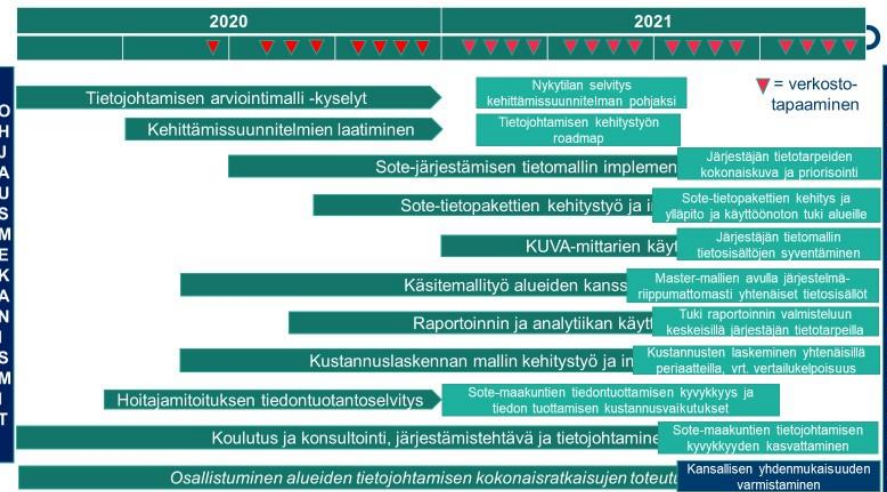 2020
2021
= verkosto-
tapaaminen
OHJAUSMEKANISMIT
Tietojohtamisen arviointimalli -kyselyt
Nykytilan selvitys
kehittämissuunnitelman pohjaksi
Kehittämissuunnitelmien laatiminen
Tietojohtamisen kehitystyön
roadmap
Sote-järjestämisen tietomallin implemen
Järjestäjän tietotarpeiden
kokonaiskuva ja priorisointi
Sote-tietopakettien kehitystyö ja i
Sote-tietopakettien kehitys ja
ylläpito ja käyttöönoton tuki alueille
KUVA-mittarien käyt
Järjestäjän tietomallin
tietosisältöjen syventäminen
Käsitemallityö alueiden kanss
Master-mallien avulla järjestelmä-
riippumattomasti yhtenäiset tietosisällöt
Raportoinnin ja analytiikan käytt
Tuki raportoinnin valmisteluun
keskeisillä järjestäjän tietotarpeilla
Kustannuslaskennan mallin kehitystyö ja im
Kustannusten laskeminen yhtenäisillä
periaatteilla, vrt. vertailukelpoisuus
Hoitajamitoituksen tiedontuotantoselvitys
Sote-maakuntien tiedontuottamisen kyvykkyys ja
tiedon tuottamisen kustannusvaikutukset
Koulutus ja konsultointi, järjestämistehtävä ja tietojohtamine
Sote-maakuntien tietojohtamisen
kyvykkyyden kasvattaminen
Osallistuminen alueiden tietojohtamisen kokonaisratkaisujen toteutu
Kansallisen yhdenmukaisuuden
varmistaminen